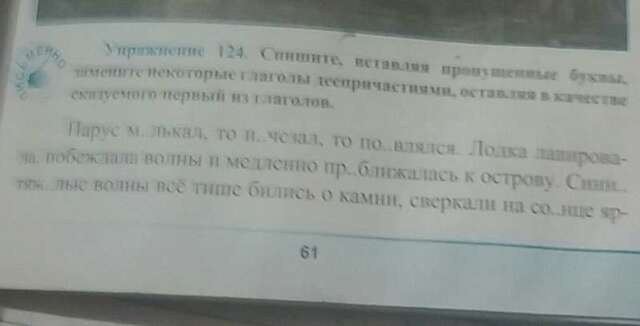 ПИСЬМЕННО
Упражнение 124. Спишите, вставляя пропущенные буквы,
замените некоторые глаголы деепричастиями, оставляя в качестве
сказуемого первый из глаголов.
Парус м..лькал, то и..чезал, то по..влялся. Лодка лавирова-
ла, побеждала волны и медленно пр..ближалась к острову. Сини..
тяж..лые волны всё тише бились о камни, сверкали на со..нце яр-
61